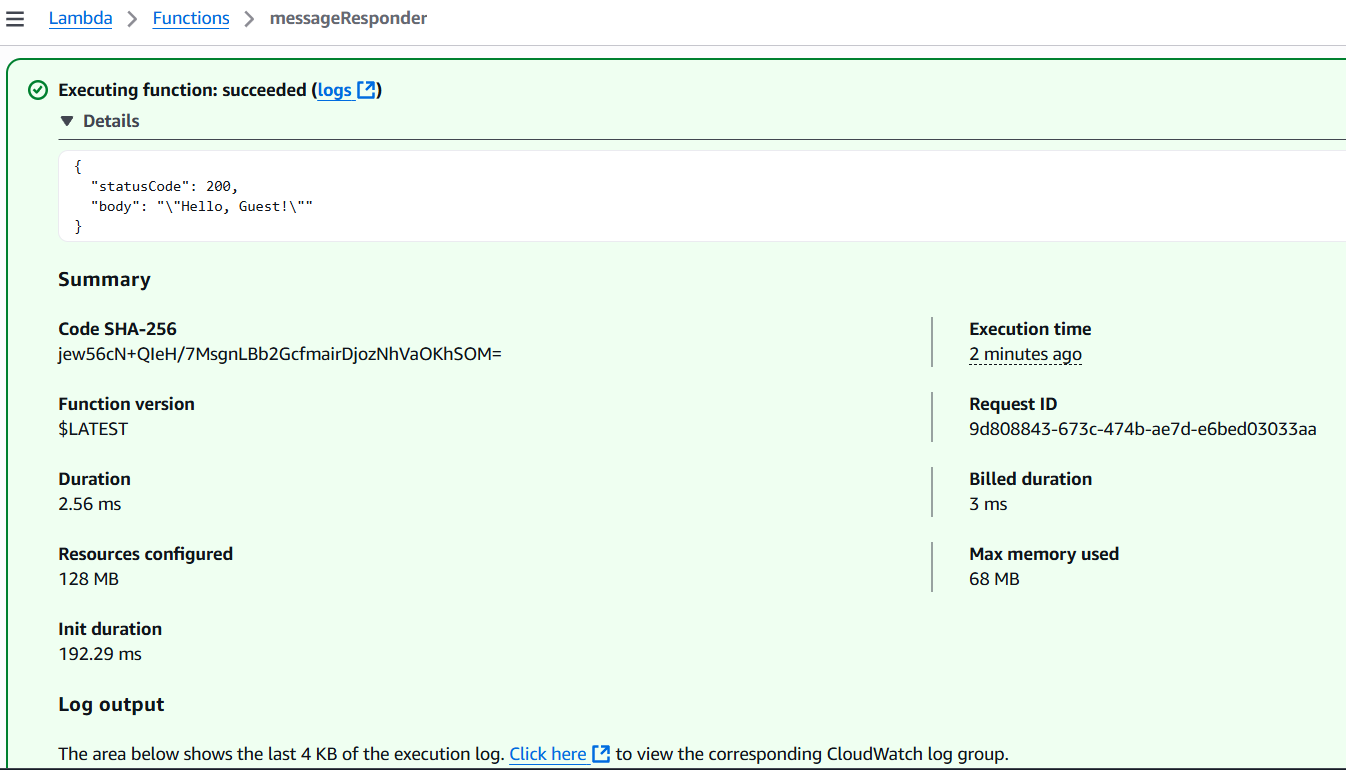 Lambda > Functions > messageResponder
Executing function: succeeded (logs)
Details
{
"statusCode": 200,
"body": "\"Hello, Guest!\""
}
Summary
Code SHA-256
jew56cN+QIeH/7MsgnLBb2GcfmairDjozNhVaOKhSOM=
Execution time
2 minutes ago
Function version
$LATEST
Request ID
9d808843-673c-474b-ae7d-e6bed03033aa
Duration
2.56 ms
Billed duration
3 ms
Resources configured
128 MB
Max memory used
68 MB
Init duration
192.29 ms
Log output
The area below shows the last 4 KB of the execution log. Click here to view the corresponding CloudWatch log group.